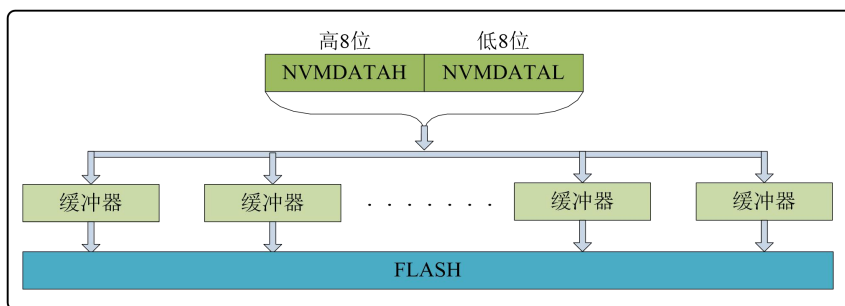 高8位 低8位
NVMDATAH NVMDATAL
缓冲器 缓冲器 . . . . . . . 缓冲器 缓冲器
FLASH